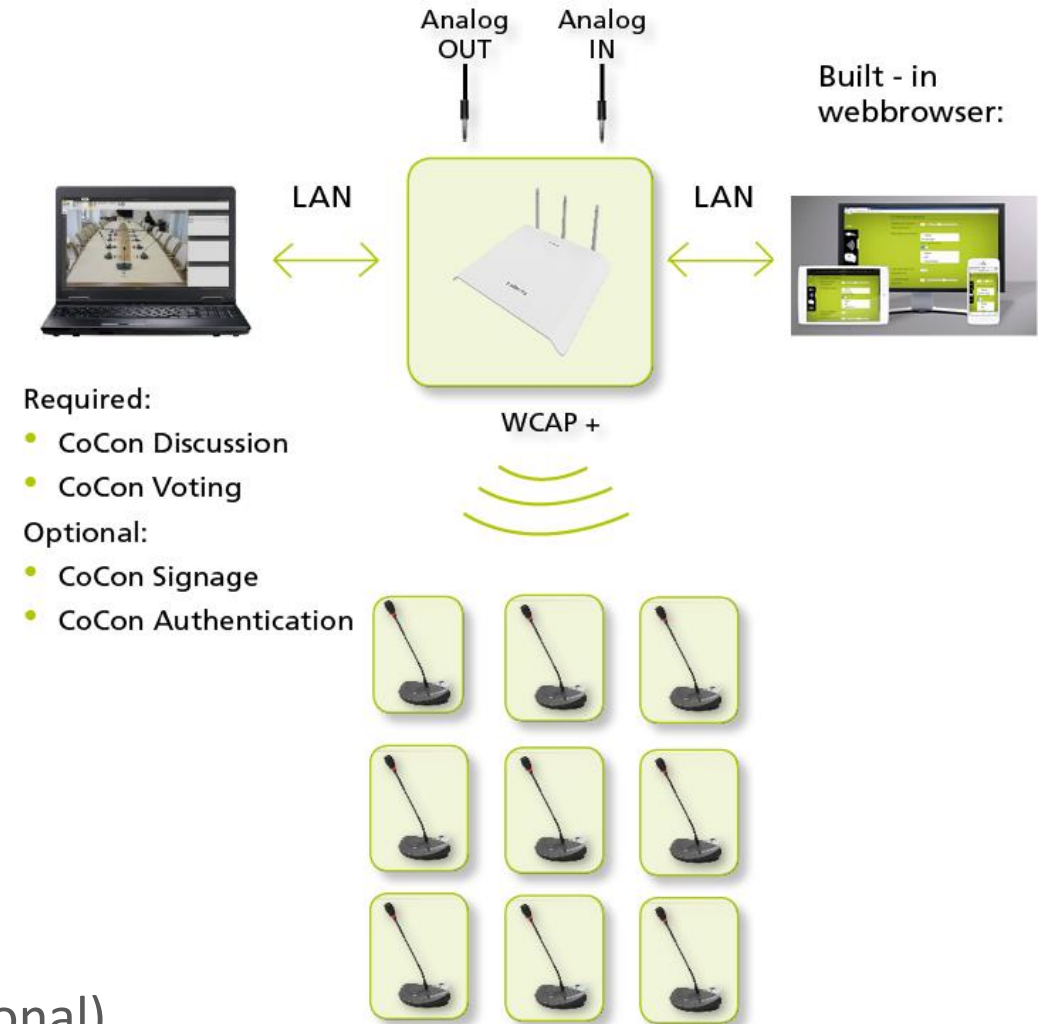 Analog
OUT
Analog
IN
Built - in
webbrowser:
LAN
LAN
Required:
• CoCon Discussion
• CoCon Voting
Optional:
• CoCon Signage
• CoCon Authentication
WCAP +
onal)